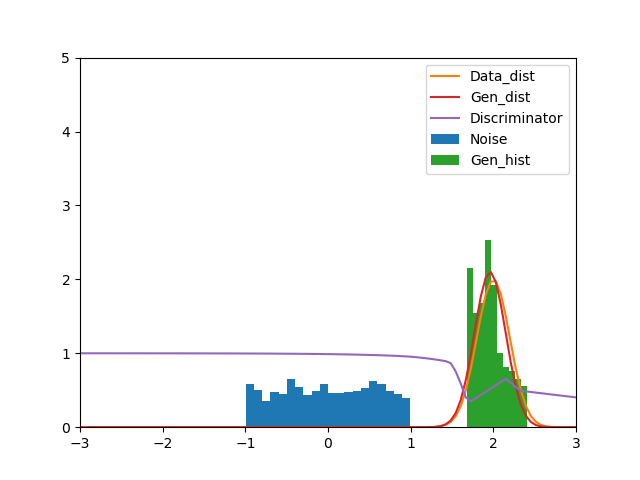 5
4
3
2
1
0
−3
−2
−1
0
1
2
3
Data_dist
Gen_dist
Discriminator
Noise
Gen_hist